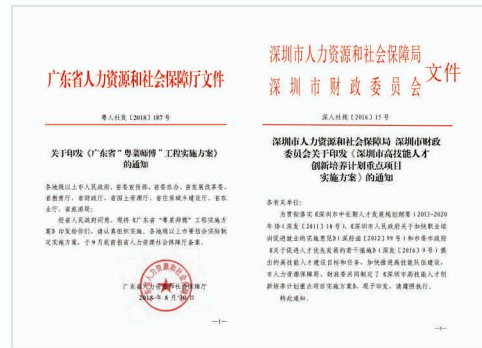 广东省人力资源和社会保障厅文件
粤人社发〔2018〕187号
关于印发《广东省“粤菜师傅”工程实施方案》
的通知
各地级以上市人民政府，省委宣传部、省委农办、省发展改革委、
省教育厅、省财政厅、省国土资源厅、省住房城乡建设厅、省农
业厅、省旅游局：
经省人民政府同意，现将《广东省“粤菜师傅”工程实施方
案》印发给你们，请认真组织实施。各地级以上市要结合实际制
定实施方案，于9月底前报省人力资源社会保障厅备案。
广东省人力资源和社会保障厅
2018年8月30日
—1—
深圳市人力资源和社会保障局
深圳市财政委员会
文件
深人社规〔2016〕15号
深圳市人力资源和社会保障局 深圳市财政
委员会关于印发《深圳市高技能人才
创新培养计划重点项目
实施方案》的通知
各有关单位：
为贯彻落实《深圳市中长期人才发展规划纲要（2011-2020
年）》（深发〔2011〕18号）、《深圳市人民政府关于加快职业培
训促进就业的实施意见》（深府函〔2012〕99号）和市委市政府
《关于促进人才优先发展的若干措施》（深发〔2016〕9号）提
出的高技能人才建设目标和任务，加快推进高技能队伍建设，
市人力资源保障局、财政委员会制定了《深圳市高技能人才创
新培养计划重点项目实施方案》，现予印发，请遵照执行。
特此通知。
—1—